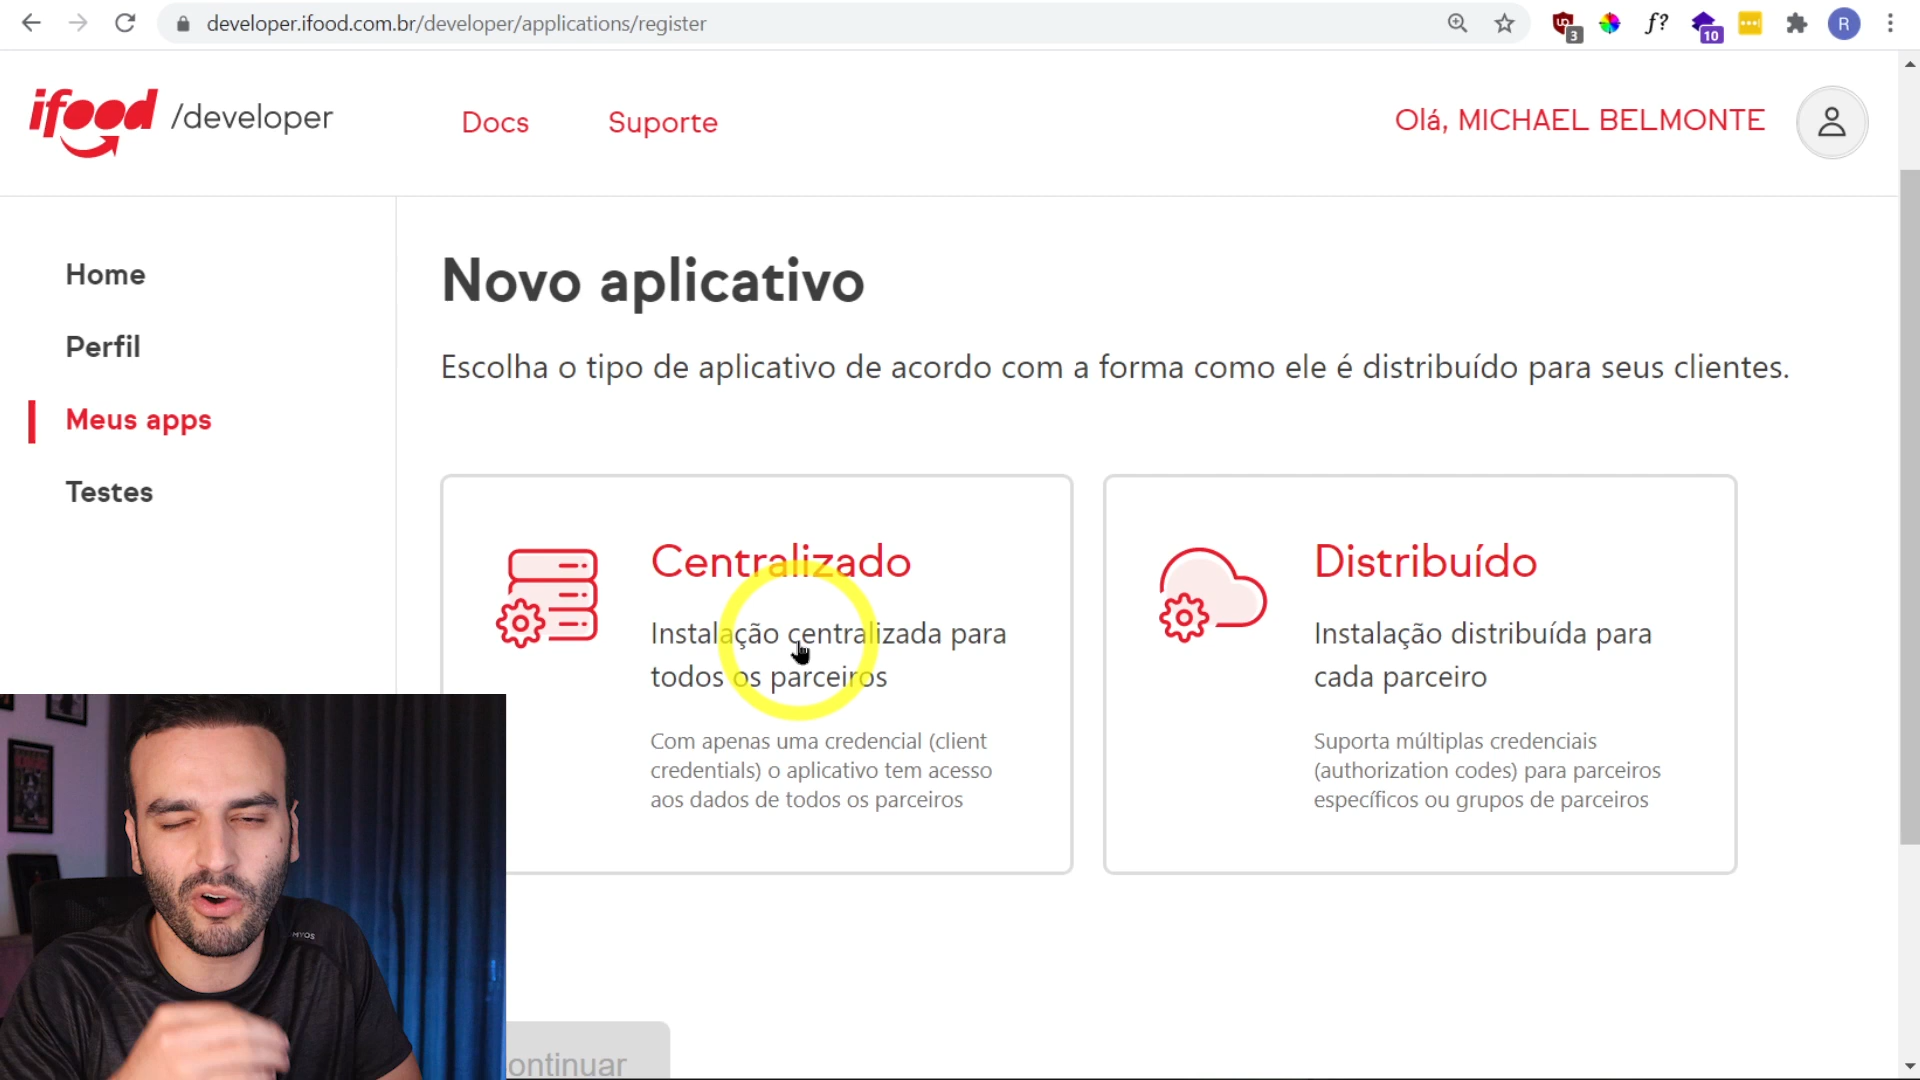 developer.ifood.com.br/developer/applications/register
3
f?
10
R
ifood /developer
Docs
Suporte
Olá, MICHAEL BELMONTE
Home
Perfil
Meus apps
Testes
Novo aplicativo
Escolha o tipo de aplicativo de acordo com a forma como ele é distribuído para seus clientes.
Centralizado
Instalação centralizada para
todos os parceiros
Com apenas uma credencial (client
credentials) o aplicativo tem acesso
aos dados de todos os parceiros
Distribuído
Instalação distribuída para
cada parceiro
Suporta múltiplas credenciais
(authorization codes) para parceiros
específicos ou grupos de parceiros
MYOS
ontinuar